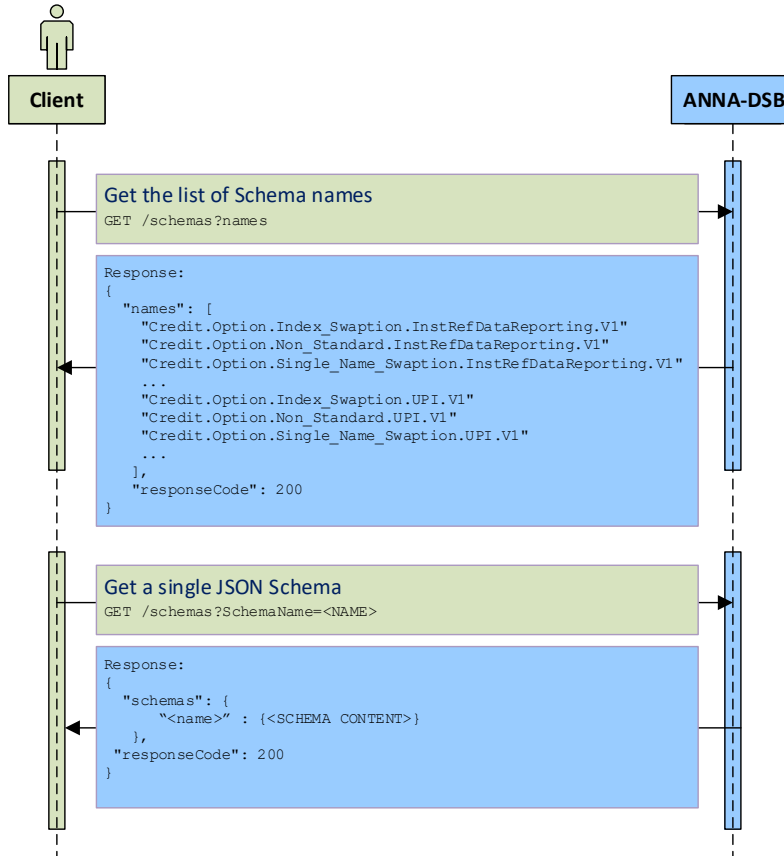 Client
ANNA-DSB
Get the list of Schema names
GET /schemas?names
Response:
{
"names": [
"Credit.Option.Index_Swaption.InstRefDataReporting.V1"
"Credit.Option.Non_Standard.InstRefDataReporting.V1"
"Credit.Option.Single_Name_Swaption.InstRefDataReporting.V1"
...
"Credit.Option.Index_Swaption.UPI.V1"
"Credit.Option.Non_Standard.UPI.V1"
"Credit.Option.Single_Name_Swaption.UPI.V1"
...
],
"responseCode": 200
}
Get a single JSON Schema
GET /schemas?SchemaName=<NAME>
Response:
{
"schemas": {
“<name>” : {<SCHEMA CONTENT>}
},
"responseCode": 200
}